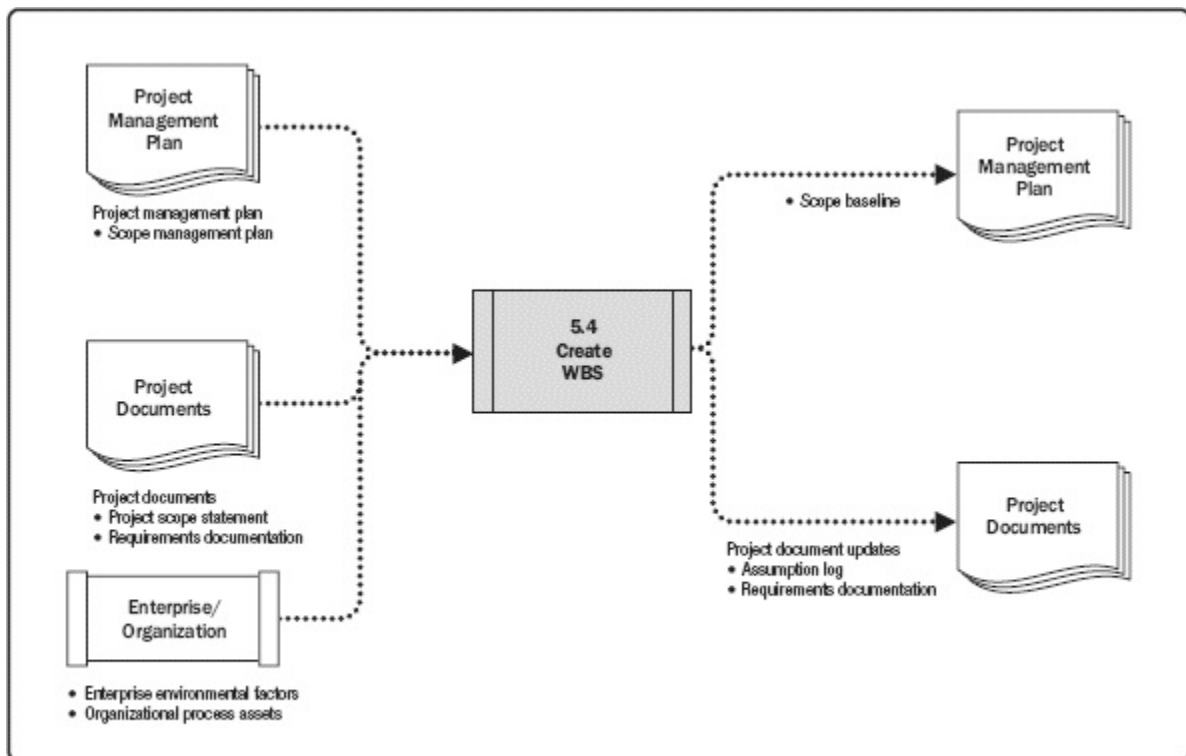 Project
Management
Plan
Project management plan
• Scope management plan
Project
Documents
Project documents
• Project scope statement
• Requirements documentation
Enterprise/
Organization
• Enterprise environmental factors
• Organizational process assets
5.4
Create
WBS
• Scope baseline
Project
Management
Plan
Project document updates
• Assumption log
• Requirements documentation
Project
Documents